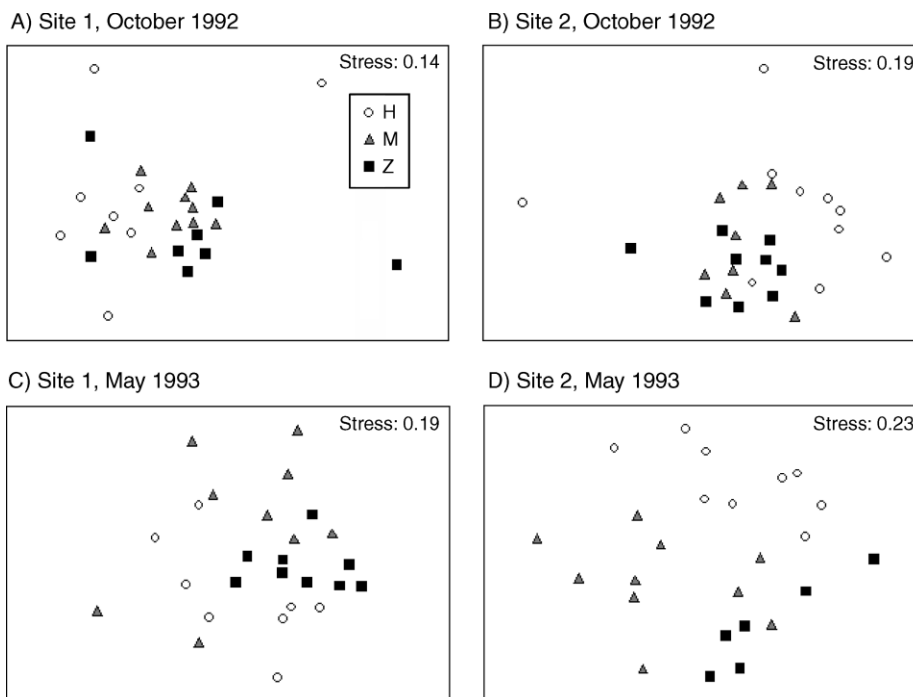 A) Site 1, October 1992
Stress: 0.14
H
M
Z
B) Site 2, October 1992
Stress: 0.19
C) Site 1, May 1993
Stress: 0.19
D) Site 2, May 1993
Stress: 0.23